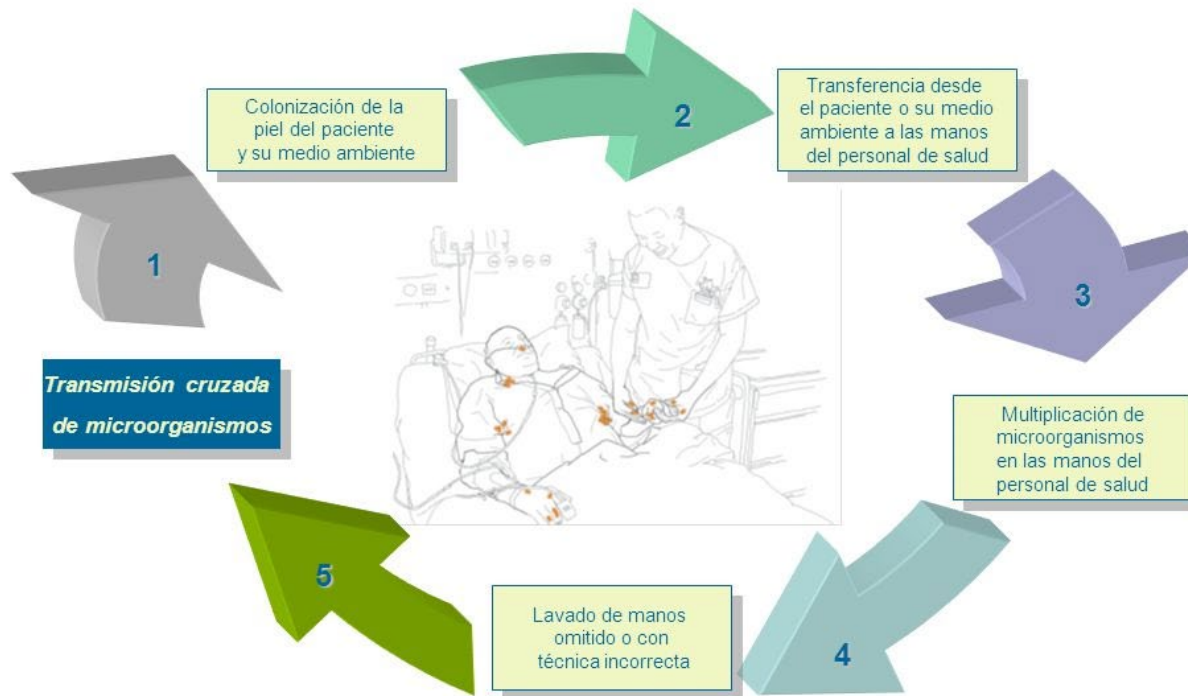 1
Colonización de la
piel del paciente
y su medio ambiente
2
Transferencia desde
el paciente o su medio
ambiente a las manos
del personal de salud
3
Multiplicación de
microorganismos
en las manos del
personal de salud
4
Lavado de manos
omitido o con
técnica incorrecta
5
Transmisión cruzada
de microorganismos